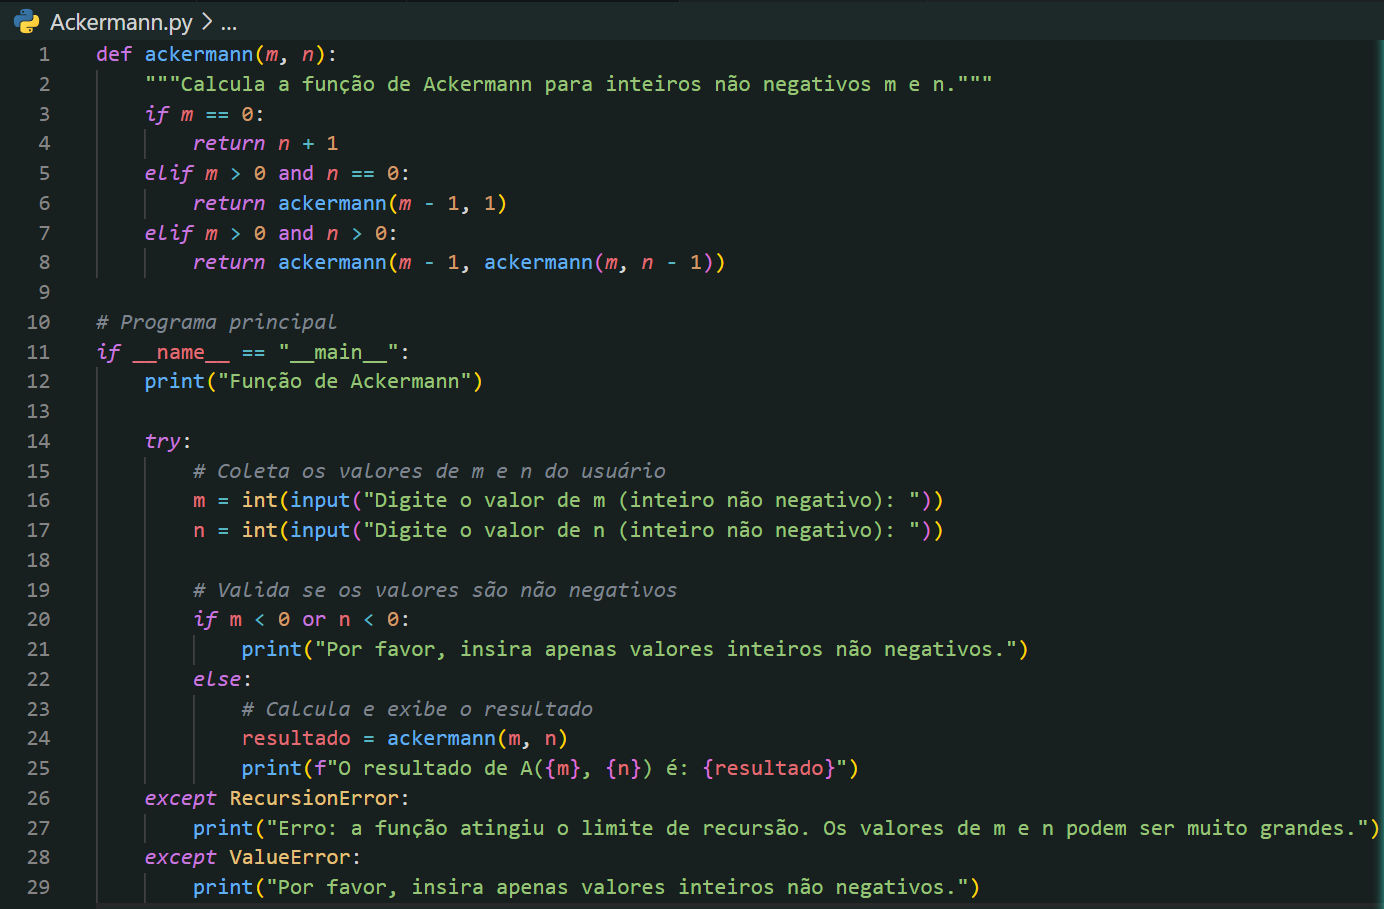 Ackermann.py > ...
1 def ackermann(m, n):
2     """Calcula a função de Ackermann para inteiros não negativos m e n."""
3     if m == 0:
4         return n + 1
5     elif m > 0 and n == 0:
6         return ackermann(m - 1, 1)
7     elif m > 0 and n > 0:
8         return ackermann(m - 1, ackermann(m, n - 1))
9
10 # Programa principal
11 if __name__ == "__main__":
12     print("Função de Ackermann")
13
14     try:
15         # Coleta os valores de m e n do usuário
16         m = int(input("Digite o valor de m (inteiro não negativo): "))
17         n = int(input("Digite o valor de n (inteiro não negativo): "))
18
19         # Valida se os valores são não negativos
20         if m < 0 or n < 0:
21             print("Por favor, insira apenas valores inteiros não negativos.")
22         else:
23             # Calcula e exibe o resultado
24             resultado = ackermann(m, n)
25             print(f"O resultado de A({m}, {n}) é: {resultado}")
26     except RecursionError:
27         print("Erro: a função atingiu o limite de recursão. Os valores de m e n podem ser muito grandes.")
28     except ValueError:
29         print("Por favor, insira apenas valores inteiros não negativos.")